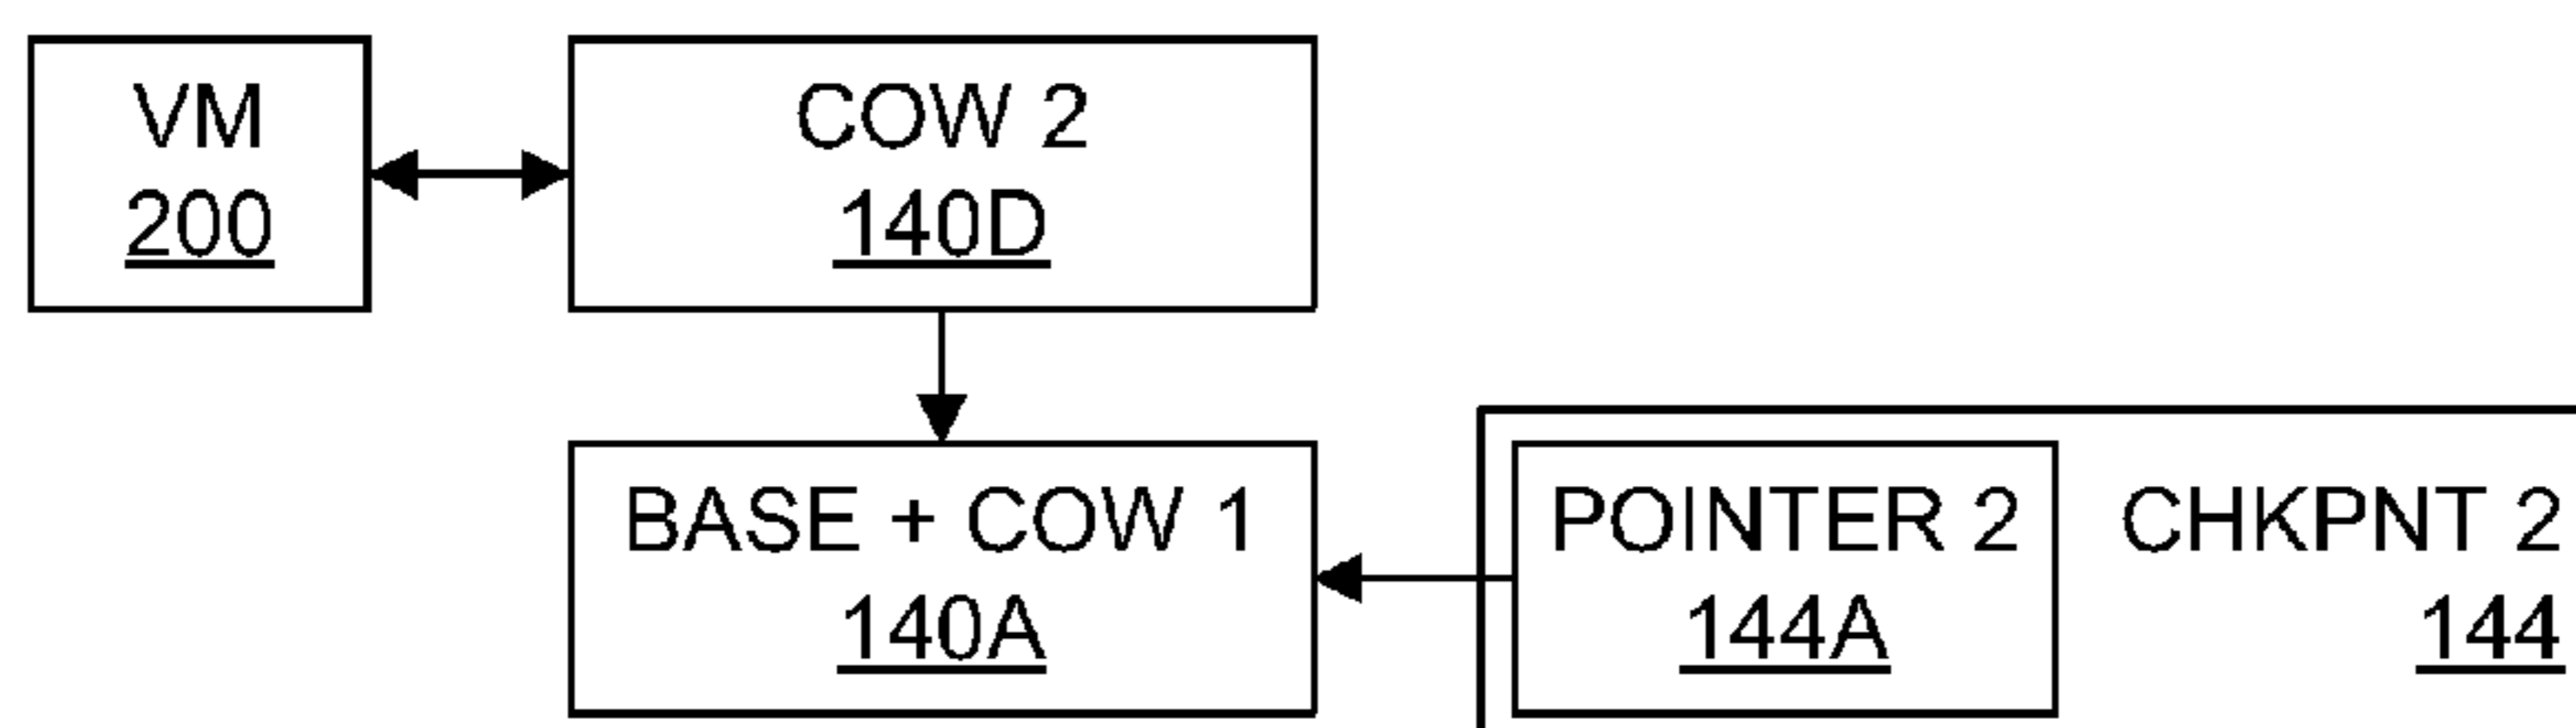 VM
200
COW 2
140D
BASE + COW 1
140A
POINTER 2
144A
CHKPNT 2
144